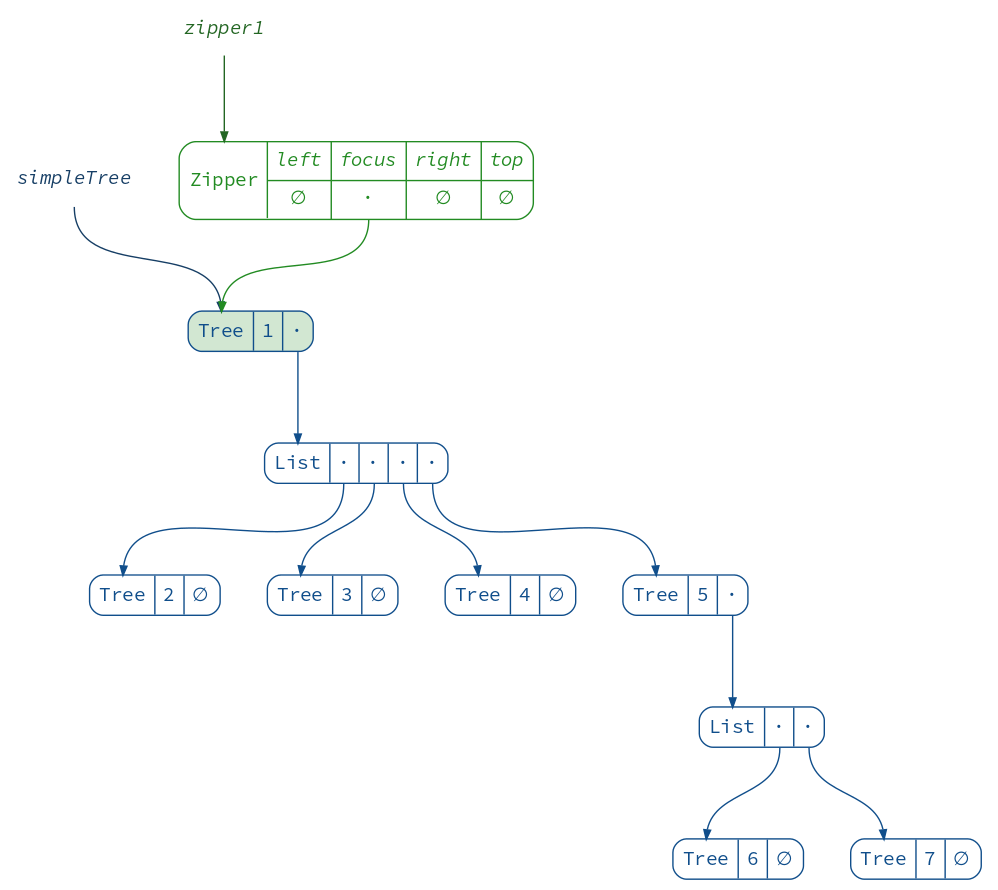 zipper1
Zipper left focus right top
∅ · ∅ ∅
simpleTree
Tree 1 ·
List · · · ·
Tree 2 ∅ Tree 3 ∅ Tree 4 ∅ Tree 5 ·
List · ·
Tree 6 ∅ Tree 7 ∅